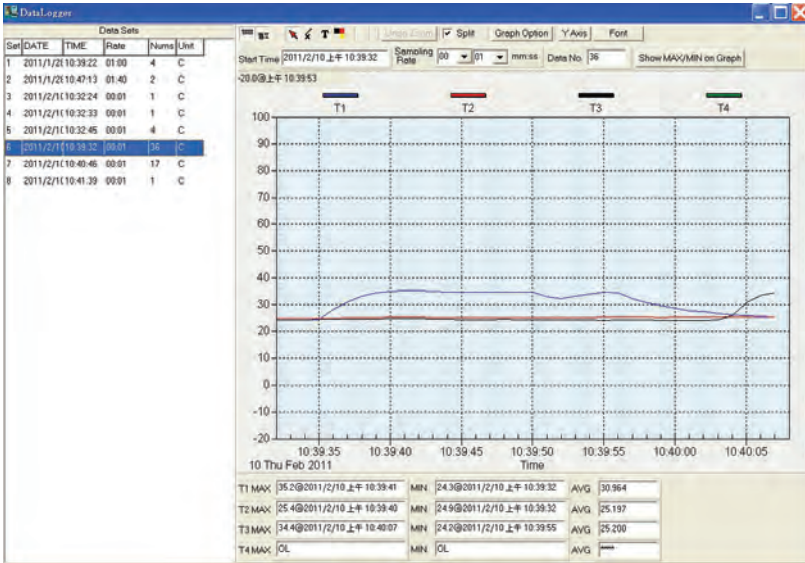 DataLogger
Data Sets
Set DATE TIME Rate Nums Unit
1 2011/1/2 10:39:22 01:00 4 C
2 2011/1/2 10:47:13 01:40 2 C
3 2011/2/1 10:32:24 00:01 1 C
4 2011/2/1 10:32:33 00:01 1 C
5 2011/2/1 10:32:45 00:01 4 C
6 2011/2/1 10:39:32 00:01 36 C
7 2011/2/1 10:40:46 00:01 17 C
8 2011/2/1 10:41:39 00:01 1 C
Undo Zoom Split Graph Option Y Axis Font
Start Time 2011/2/10 上午 10:39:32 Sampling Rate 00 01 mm:ss Data No. 36 Show MAX/MIN on Graph
-20.0@上午 10:39:53
T1 T2 T3 T4
100
90
80
70
60
50
40
30
20
10
0
-10
-20
10:39:35 10:39:40 10:39:45 10:39:50 10:39:55 10:40:00 10:40:05
10 Thu Feb 2011 Time
T1 MAX 35.2@2011/2/10 上午 10:39:41 MIN 24.3@2011/2/10 上午 10:39:32 AVG 30.964
T2 MAX 25.4@2011/2/10 上午 10:39:40 MIN 24.9@2011/2/10 上午 10:39:32 AVG 25.197
T3 MAX 34.4@2011/2/10 上午 10:40:07 MIN 24.2@2011/2/10 上午 10:39:55 AVG 25.200
T4 MAX OL MIN OL AVG